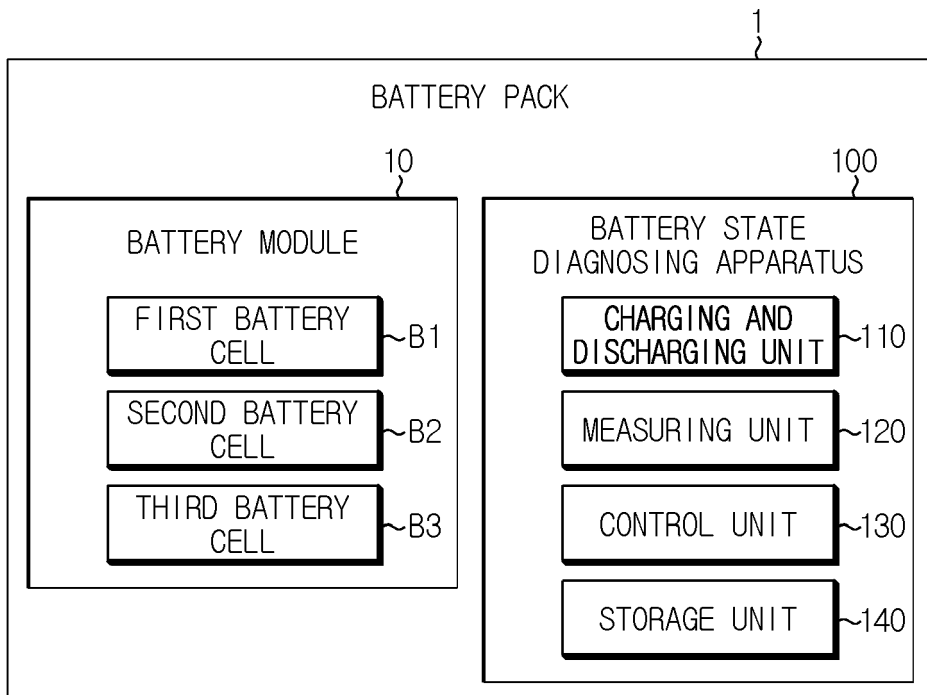 1
BATTERY PACK
10
BATTERY MODULE
FIRST BATTERY
CELL
B1
SECOND BATTERY
CELL
B2
THIRD BATTERY
CELL
B3
100
BATTERY STATE
DIAGNOSING APPARATUS
CHARGING AND
DISCHARGING UNIT
110
MEASURING UNIT
120
CONTROL UNIT
130
STORAGE UNIT
140